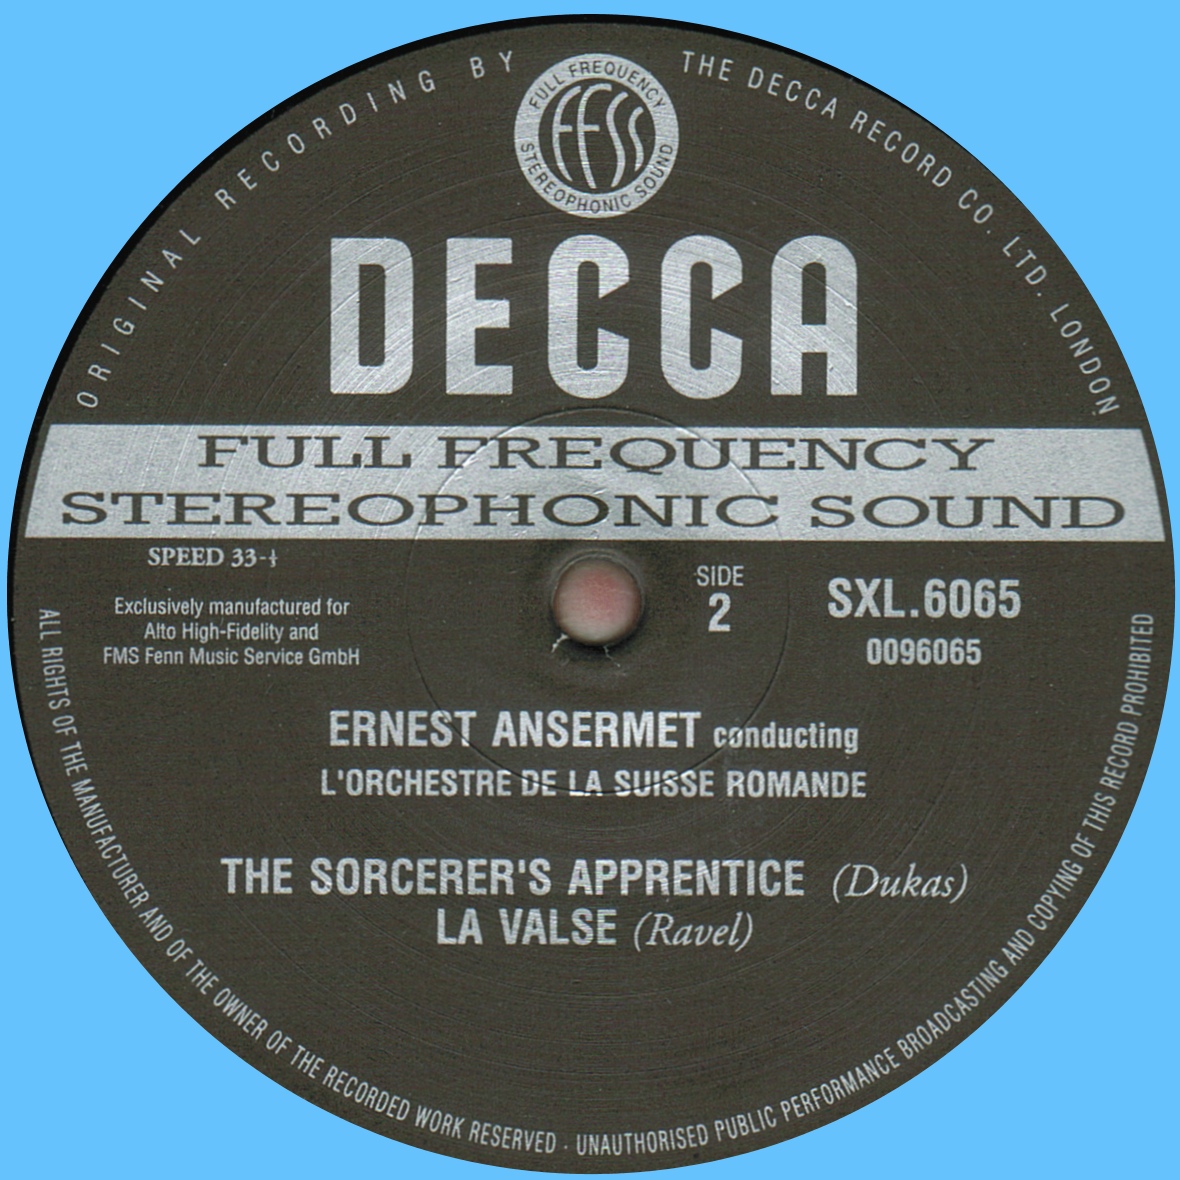 ORIGINAL RECORDING BY THE DECCA RECORD CO. LTD. LONDON
FULL FREQUENCY
FFSS
STEREOPHONIC SOUND
DECCA
FULL FREQUENCY
STEREOPHONIC SOUND
SPEED 33-⅓
Exclusively manufactured for
Alto High-Fidelity and
FMS Fenn Music Service GmbH
SIDE
2
SXL.6065
0096065
ERNEST ANSERMET conducting
L'ORCHESTRE DE LA SUISSE ROMANDE
THE SORCERER'S APPRENTICE (Dukas)
LA VALSE (Ravel)
ALL RIGHTS OF THE MANUFACTURER AND OF THE OWNER OF THE RECORDED WORK RESERVED · UNAUTHORISED PUBLIC PERFORMANCE BROADCASTING AND COPYING OF THIS RECORD PROHIBITED